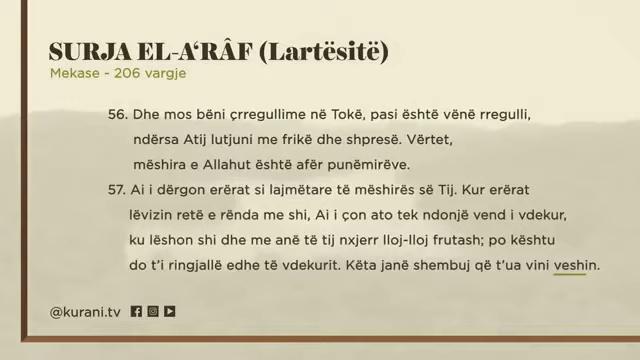 SURJA EL-A‘RÂF (Lartësitë)
Mekase - 206 vargje
56. Dhe mos bëni çrregullime në Tokë, pasi është vënë rregulli,
ndërsa Atij lutjuni me frikë dhe shpresë. Vërtet,
mëshira e Allahut është afër punëmirëve.
57. Ai i dërgon erërat si lajmëtare të mëshirës së Tij. Kur erërat
lëvizin retë e rënda me shi, Ai i çon ato tek ndonjë vend i vdekur,
ku lëshon shi dhe me anë të tij nxjerr lloj-lloj frutash; po kështu
do t’i ringjallë edhe të vdekurit. Këta janë shembuj që t’ua vini veshin.
@kurani.tv